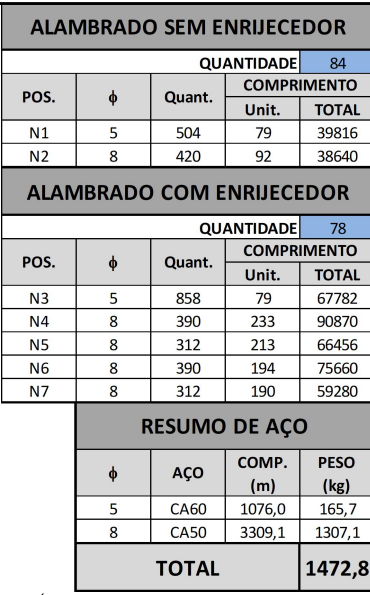 ALAMBRADO SEM ENRIJECEDOR
QUANTIDADE 84
POS. ϕ Quant. COMPRIMENTO
Unit. TOTAL
N1 5 504 79 39816
N2 8 420 92 38640
ALAMBRADO COM ENRIJECEDOR
QUANTIDADE 78
POS. ϕ Quant. COMPRIMENTO
Unit. TOTAL
N3 5 858 79 67782
N4 8 390 233 90870
N5 8 312 213 66456
N6 8 390 194 75660
N7 8 312 190 59280
RESUMO DE AÇO
ϕ AÇO COMP. (m) PESO (kg)
5 CA60 1076,0 165,7
8 CA50 3309,1 1307,1
TOTAL 1472,8